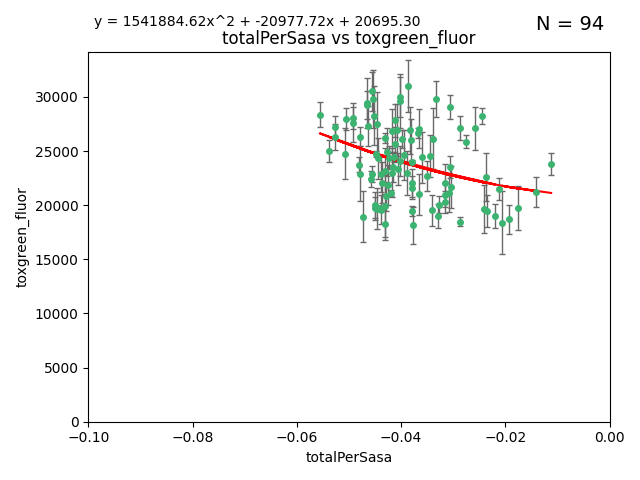 y = 1541884.62x^2 + -20977.72x + 20695.30
N = 94
totalPerSasa vs toxgreen_fluor
30000
25000
20000
15000
10000
5000
0
toxgreen_fluor
−0.10
−0.08
−0.06
−0.04
−0.02
0.00
totalPerSasa